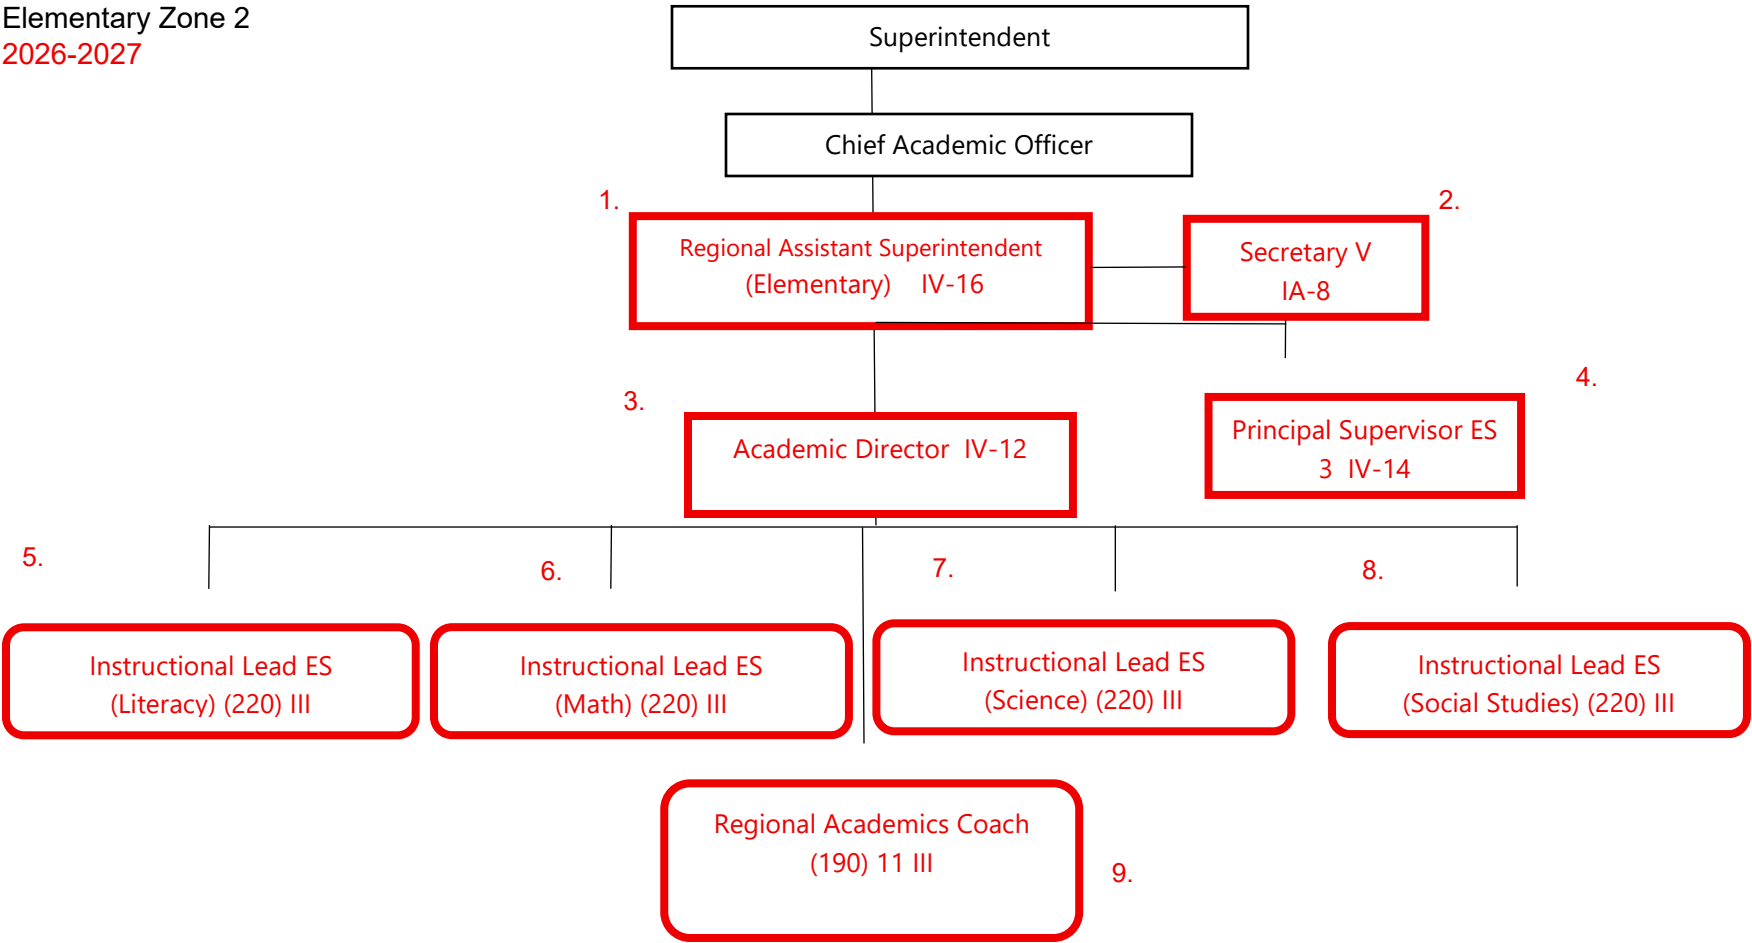 Elementary Zone 2
2026-2027
Superintendent
Chief Academic Officer
1.
Regional Assistant Superintendent
(Elementary) IV-16
2.
Secretary V
IA-8
3.
Academic Director IV-12
4.
Principal Supervisor ES
3 IV-14
5.
Instructional Lead ES
(Literacy) (220) III
6.
Instructional Lead ES
(Math) (220) III
7.
Instructional Lead ES
(Science) (220) III
8.
Instructional Lead ES
(Social Studies) (220) III
Regional Academics Coach
(190) 11 III
9.